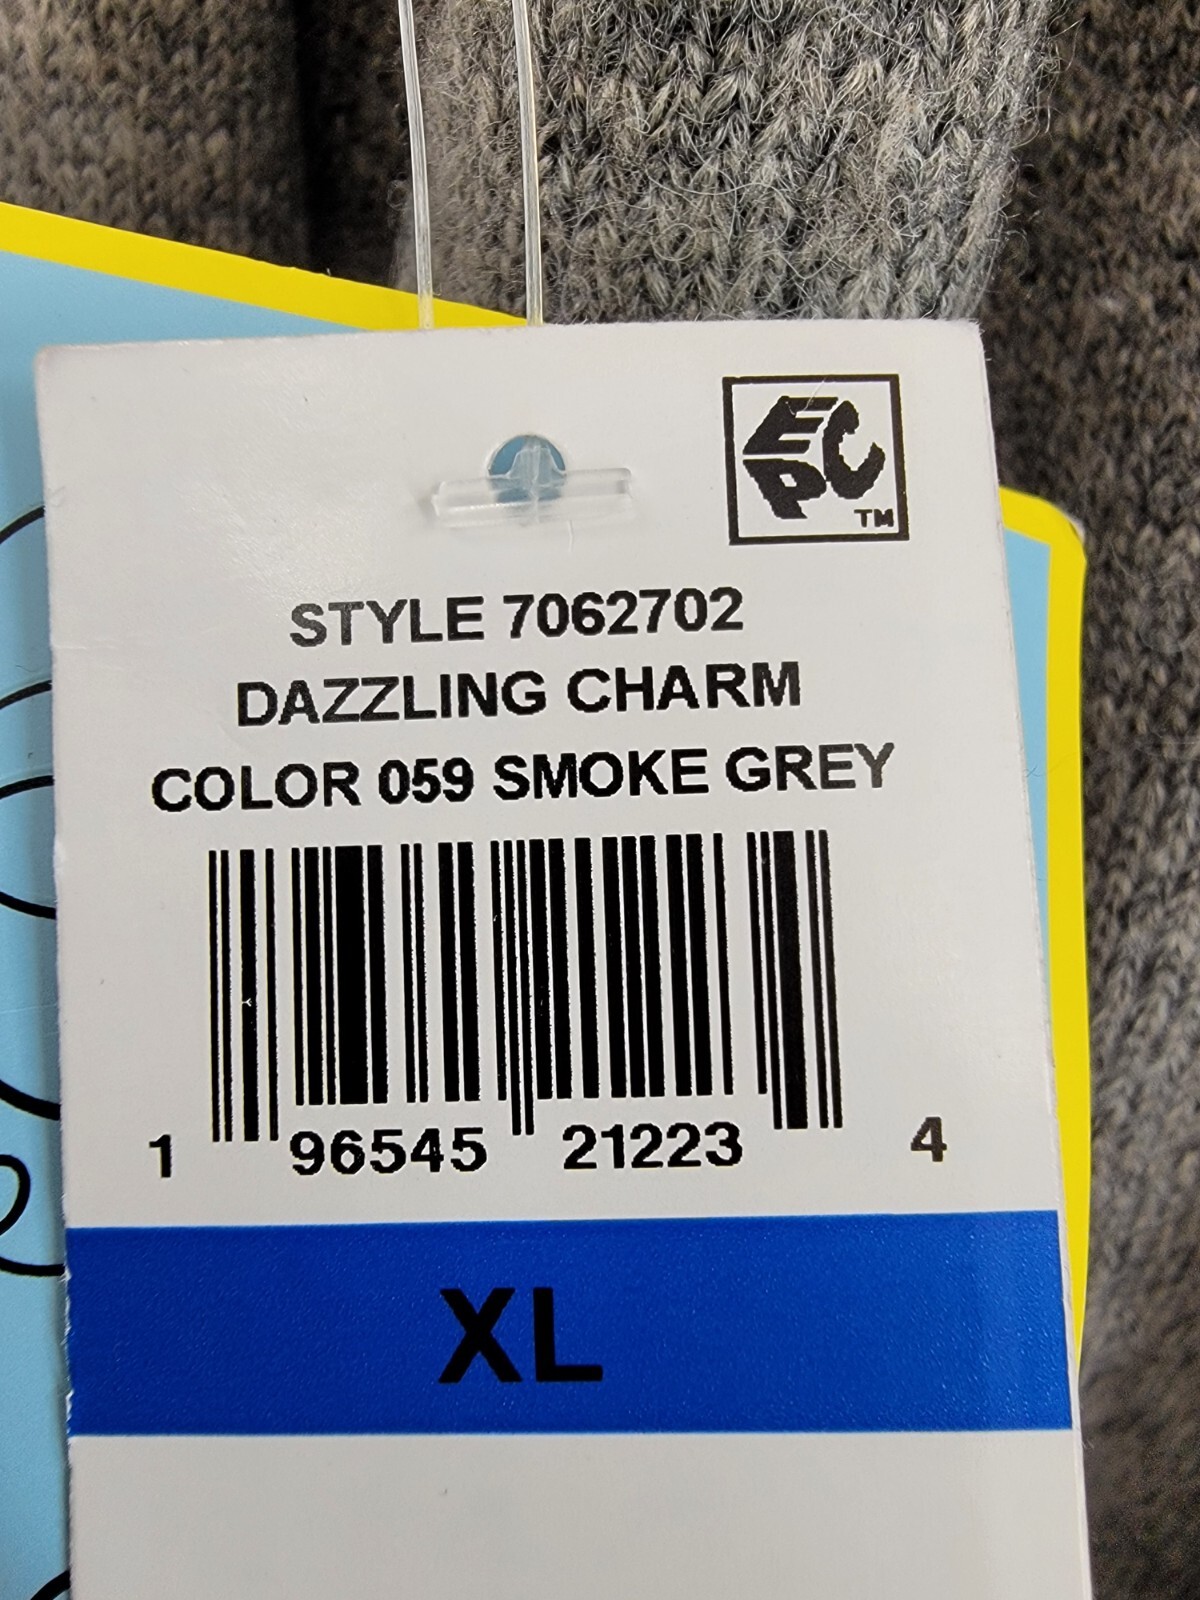 EPC
TM
STYLE 7062702
DAZZLING CHARM
COLOR 059 SMOKE GREY
1 96545 21223 4
XL